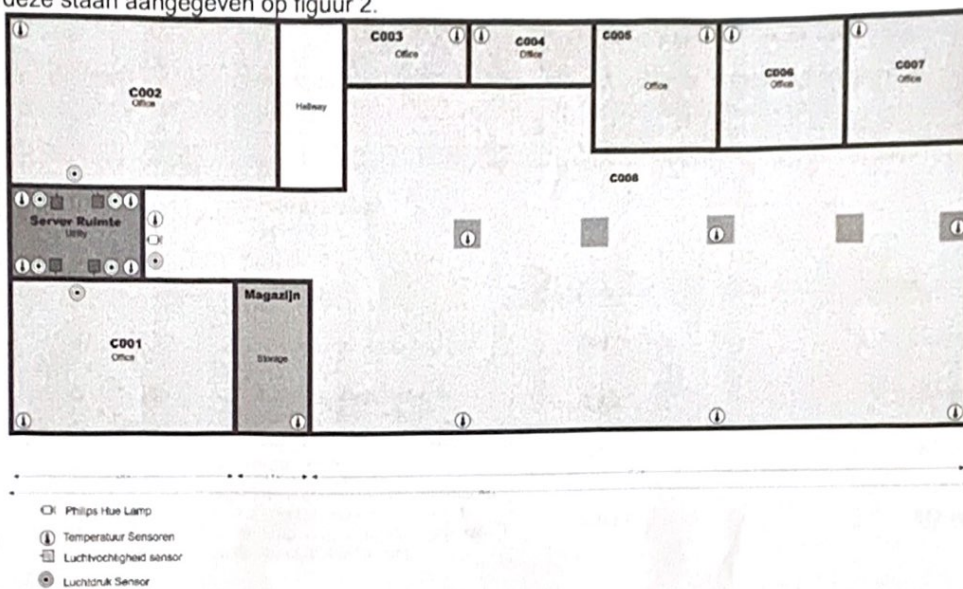 deze staan aangegeven op figuur 2.
C003
Office
C004
Office
C005
Office
C006
Office
C007
Office
C002
Office
Hallway
C008
Server Ruimte
Utility
Magazijn
Storage
C001
Office
Philips Hue Lamp
Temperatuur Sensoren
Luchtvochtigheid sensor
Luchtdruk Sensor